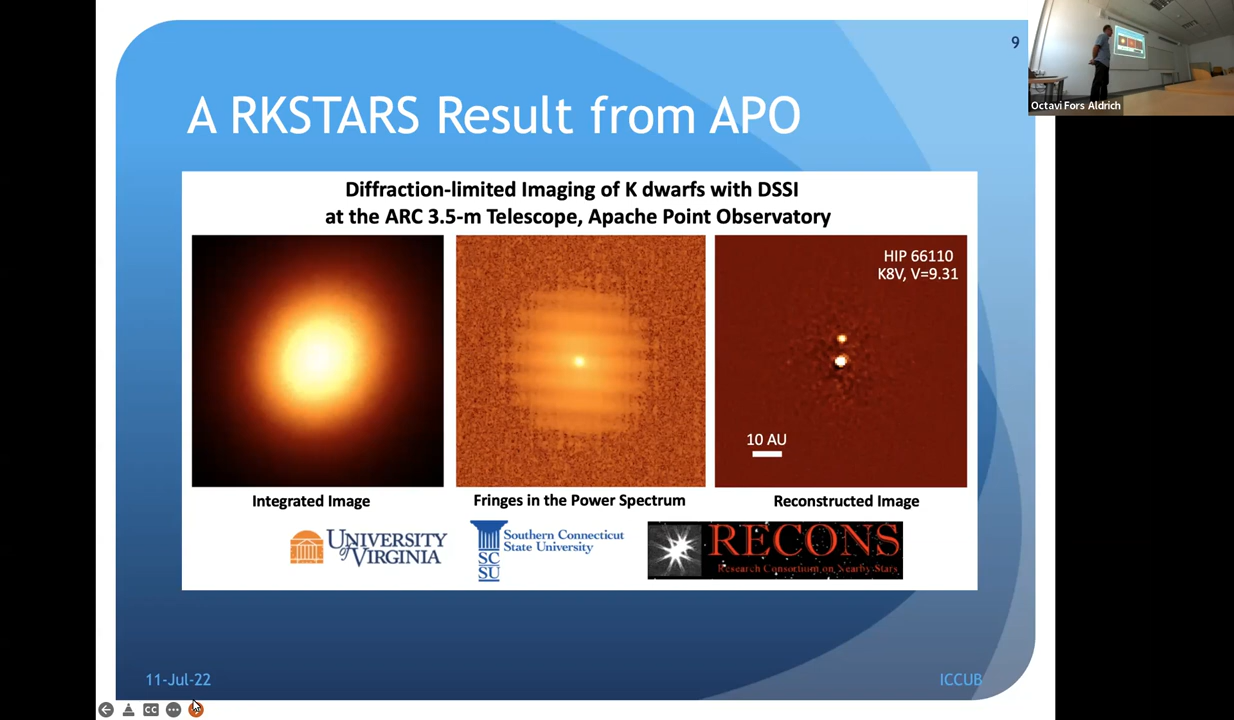 9
A RKSTARS Result from APO
Diffraction-limited Imaging of K dwarfs with DSSI
at the ARC 3.5-m Telescope, Apache Point Observatory
HIP 66110
K8V, V=9.31
10 AU
Integrated Image
Fringes in the Power Spectrum
Reconstructed Image
UNIVERSITY
of VIRGINIA
SC
SU
Southern Connecticut
State University
RECONS
Research Consortium on Nearby Stars
11-Jul-22
ICCUB
CC
Octavi Fors Aldrich